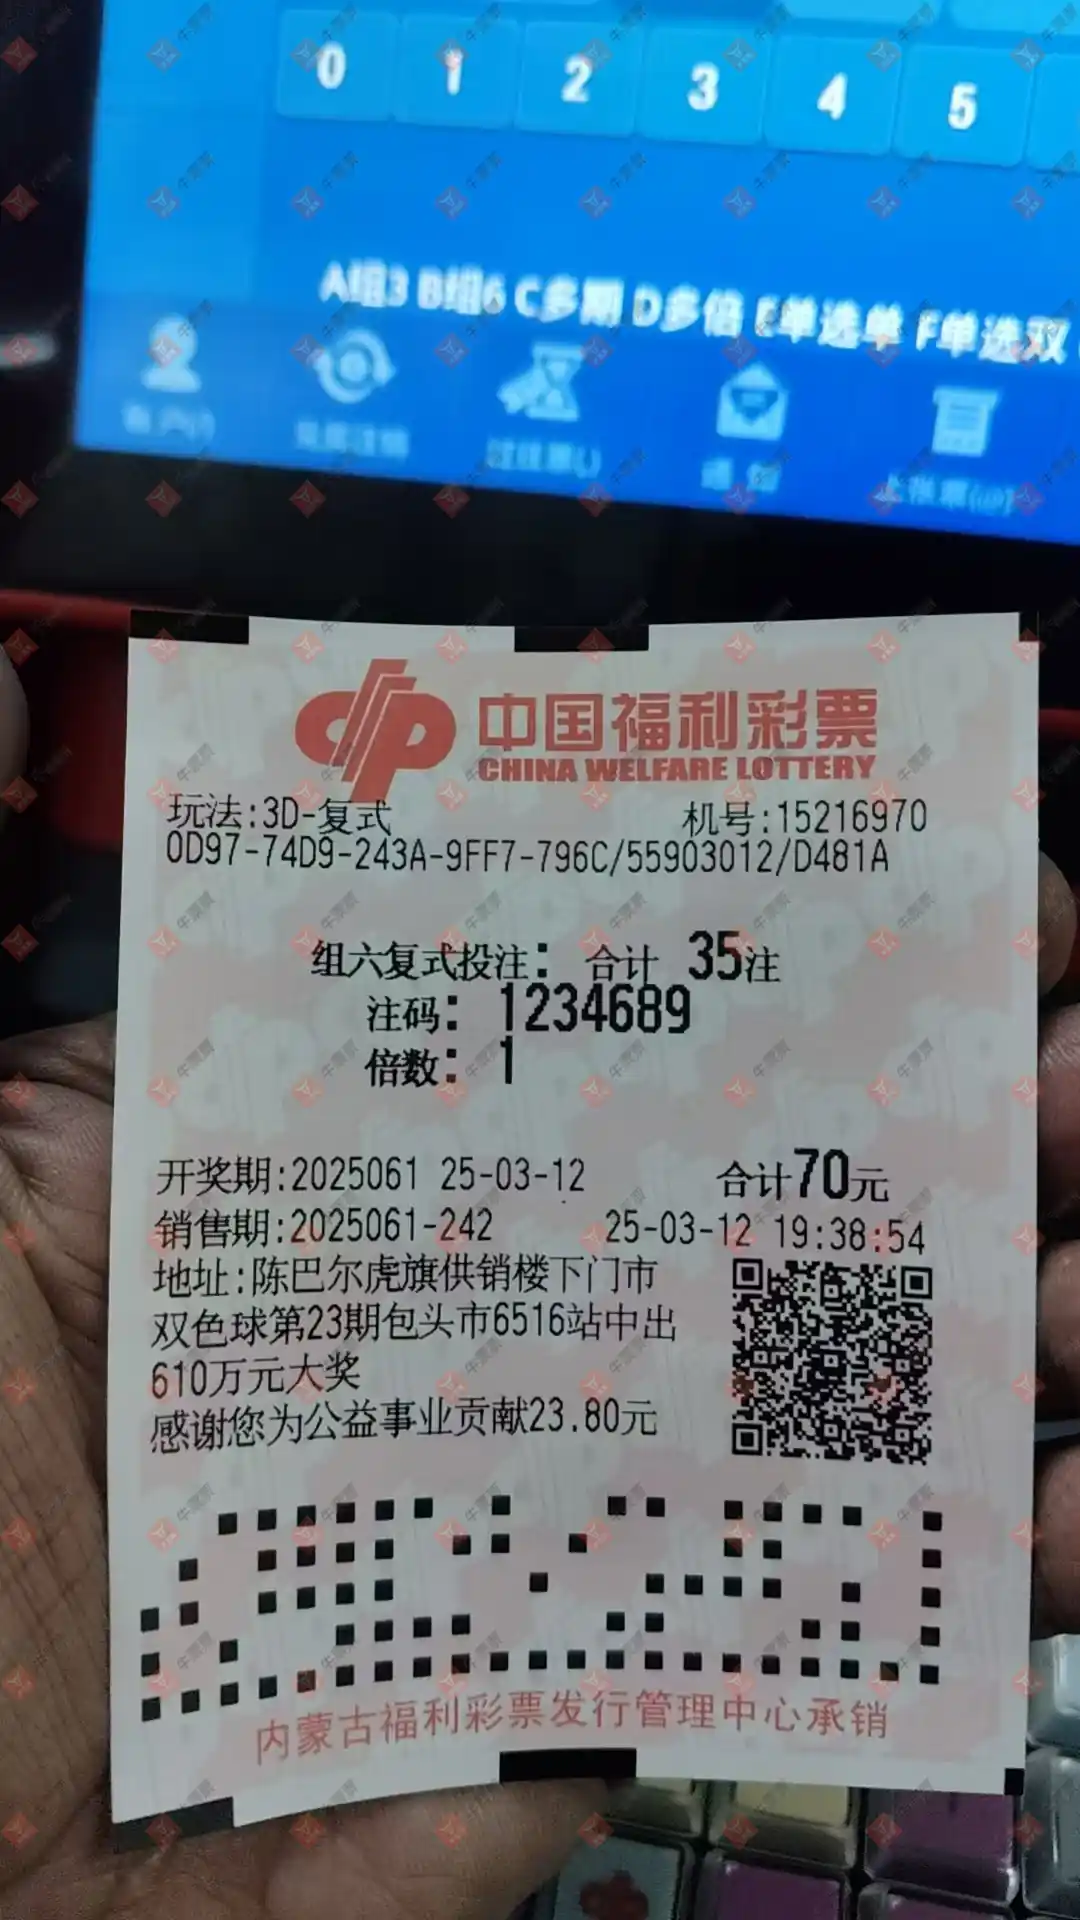 0 1 2 3 4 5
A组3 B组6 C多期 D多倍 E单选单 F单选双
中国福利彩票
CHINA WELFARE LOTTERY
玩法:3D-复式 机号:15216970
0D97-74D9-243A-9FF7-796C/55903012/D481A
组六复式投注: 合计 35注
注码: 1234689
倍数: 1
开奖期:2025061 25-03-12 合计70元
销售期:2025061-242 25-03-12 19:38:54
地址:陈巴尔虎旗供销楼下门市
双色球第23期包头市6516站中出
610万元大奖
感谢您为公益事业贡献23.80元
内蒙古福利彩票发行管理中心承销